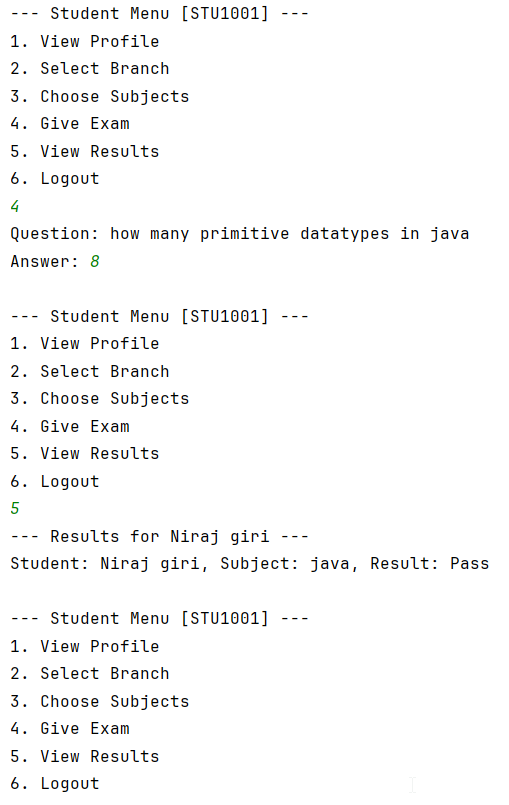 --- Student Menu [STU1001] ---
1. View Profile
2. Select Branch
3. Choose Subjects
4. Give Exam
5. View Results
6. Logout
4
Question: how many primitive datatypes in java
Answer: 8
--- Student Menu [STU1001] ---
1. View Profile
2. Select Branch
3. Choose Subjects
4. Give Exam
5. View Results
6. Logout
5
--- Results for Niraj giri ---
Student: Niraj giri, Subject: java, Result: Pass
--- Student Menu [STU1001] ---
1. View Profile
2. Select Branch
3. Choose Subjects
4. Give Exam
5. View Results
6. Logout